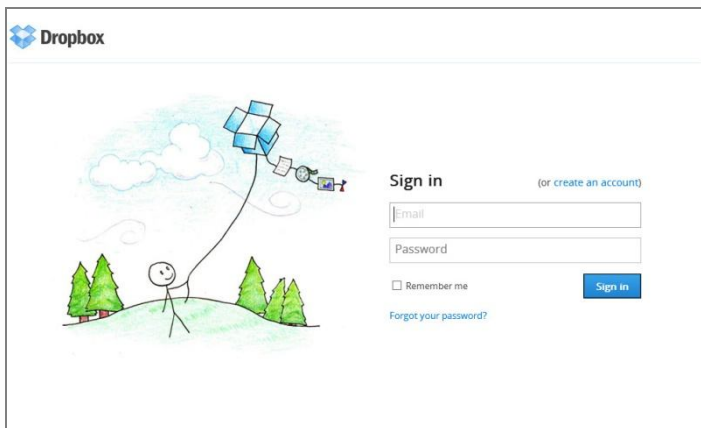 Dropbox
Sign in (or create an account)
Email
Password
Remember me Sign in
Forgot your password?